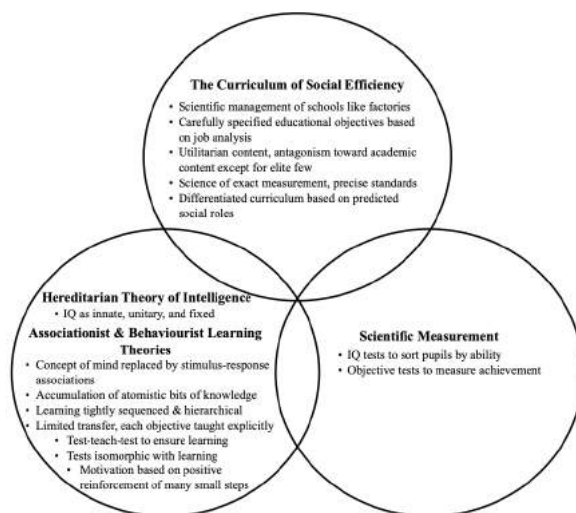 The Curriculum of Social Efficiency
• Scientific management of schools like factories
• Carefully specified educational objectives based
on job analysis
• Utilitarian content, antagonism toward academic
content except for elite few
• Science of exact measurement, precise standards
• Differentiated curriculum based on predicted
social roles
Hereditarian Theory of Intelligence
• IQ as innate, unitary, and fixed
Associationist & Behaviourist Learning
Theories
• Concept of mind replaced by stimulus-response
associations
• Accumulation of atomistic bits of knowledge
• Learning tightly sequenced & hierarchical
• Limited transfer, each objective taught explicitly
• Test-teach-test to ensure learning
• Tests isomorphic with learning
• Motivation based on positive
reinforcement of many small steps
Scientific Measurement
• IQ tests to sort pupils by ability
• Objective tests to measure achievement